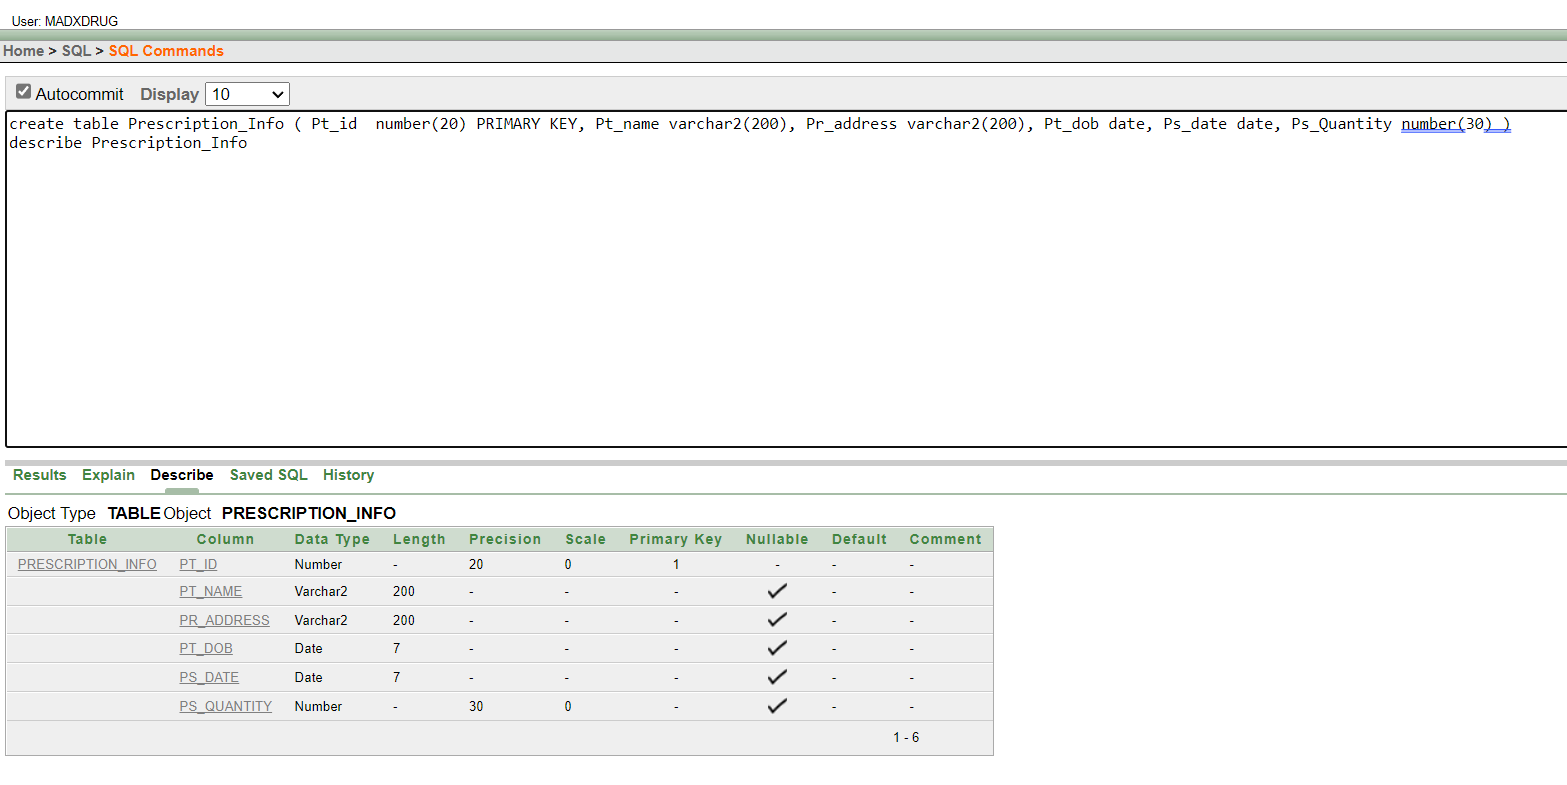 User: MADXDRUG
Home > SQL > SQL Commands
Autocommit Display 10
create table Prescription_Info ( Pt_id  number(20) PRIMARY KEY, Pt_name varchar2(200), Pr_address varchar2(200), Pt_dob date, Ps_date date, Ps_Quantity number(30) )
describe Prescription_Info
Results Explain Describe Saved SQL History
Object Type TABLE Object PRESCRIPTION_INFO
Table Column Data Type Length Precision Scale Primary Key Nullable Default Comment
PRESCRIPTION_INFO PT_ID Number - 20 0 1 - - -
PT_NAME Varchar2 200 - - - ✓ - -
PR_ADDRESS Varchar2 200 - - - ✓ - -
PT_DOB Date 7 - - - ✓ - -
PS_DATE Date 7 - - - ✓ - -
PS_QUANTITY Number - 30 0 - ✓ - -
1 - 6